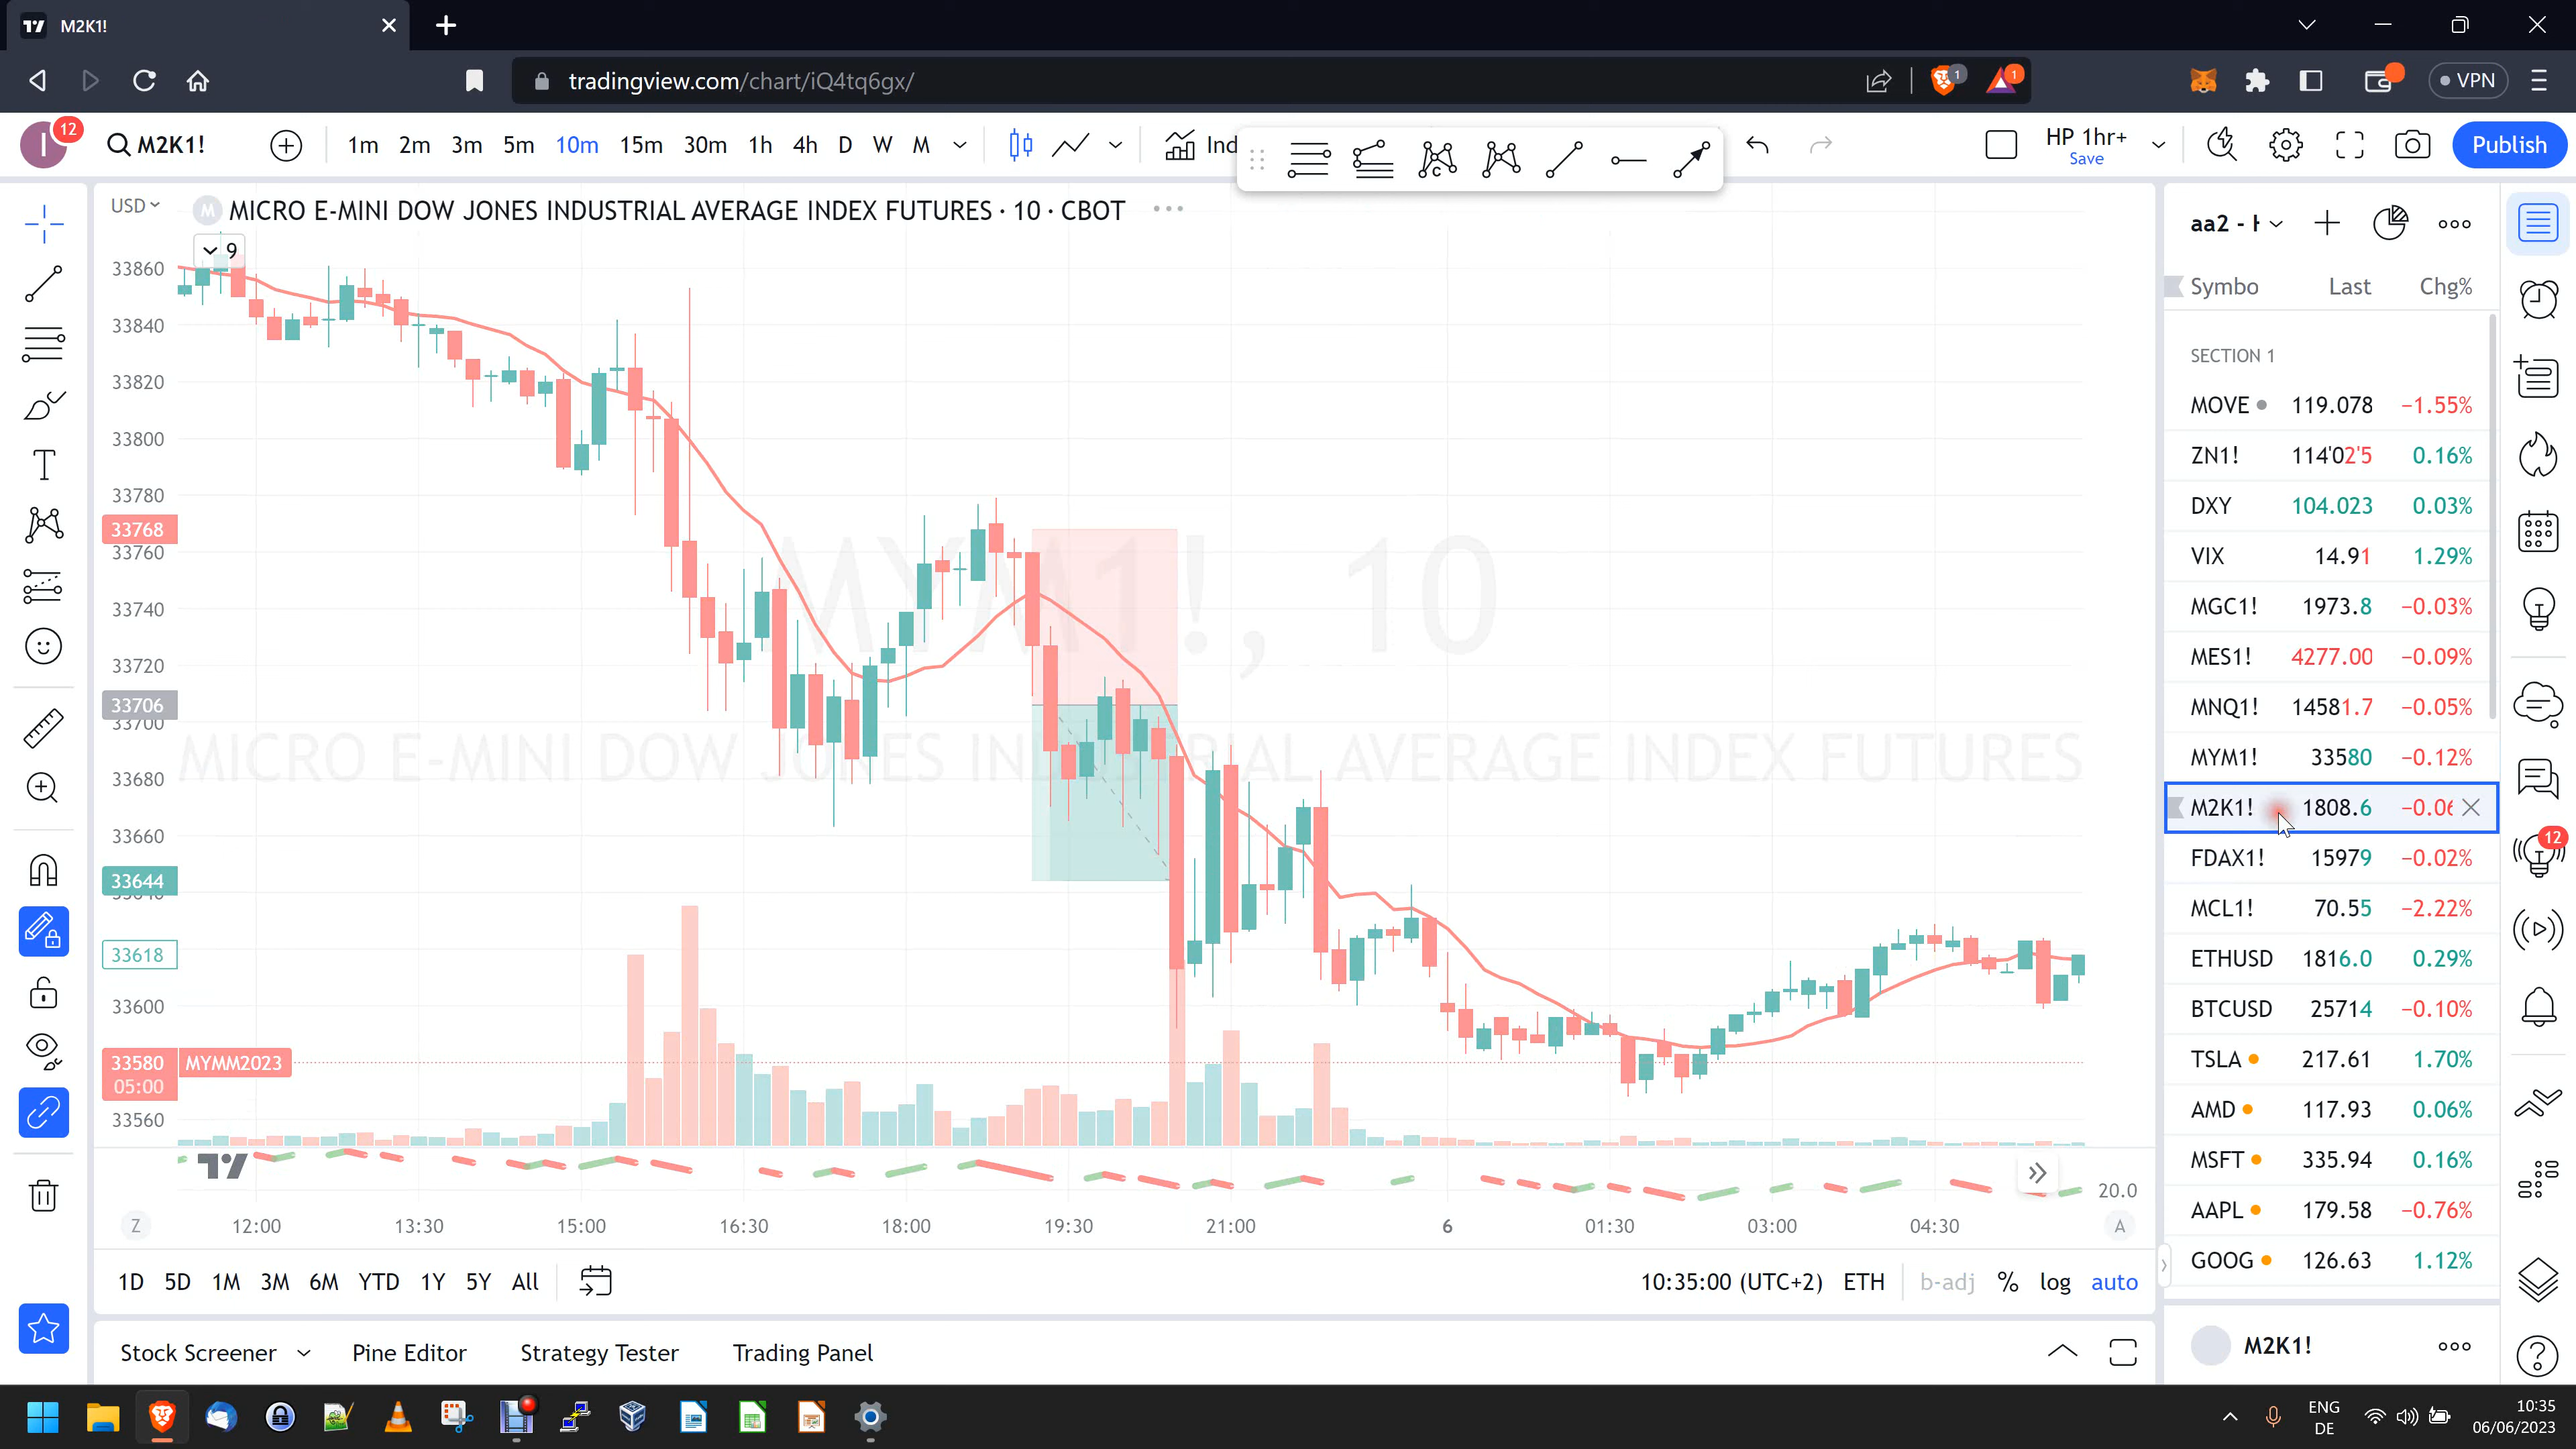 M2K1!
tradingview.com/chart/iQ4tq6gx/
1
1
VPN
I
12
M2K1!
1m 2m 3m 5m 10m 15m 30m 1h 4h D W M
Ind
HP 1hr+
Save
Publish
USD
M
MICRO E-MINI DOW JONES INDUSTRIAL AVERAGE INDEX FUTURES · 10 · CBOT
9
33860
33840
33820
33800
33780
33768
33760
33740
33720
33706
33700
33680
33660
33644
33640
33618
33600
33580 MYMM2023
05:00
33560
MYM1!, 10
MICRO E-MINI DOW JONES INDUSTRIAL AVERAGE INDEX FUTURES
20.0
Z 12:00 13:30 15:00 16:30 18:00 19:30 21:00 6 01:30 03:00 04:30 A
1D 5D 1M 3M 6M YTD 1Y 5Y All
10:35:00 (UTC+2) ETH b-adj % log auto
Stock Screener Pine Editor Strategy Tester Trading Panel
aa2 -
Symbo Last Chg%
SECTION 1
MOVE 119.078 −1.55%
ZN1! 114'02'5 0.16%
DXY 104.023 0.03%
VIX 14.91 1.29%
MGC1! 1973.8 −0.03%
MES1! 4277.00 −0.09%
MNQ1! 14581.7 −0.05%
MYM1! 33580 −0.12%
M2K1! 1808.6 −0.06
FDAX1! 15979 −0.02%
MCL1! 70.55 −2.22%
ETHUSD 1816.0 0.29%
BTCUSD 25714 −0.10%
TSLA 217.61 1.70%
AMD 117.93 0.06%
MSFT 335.94 0.16%
AAPL 179.58 −0.76%
GOOG 126.63 1.12%
M2K1!
12
ENG
DE
10:35
06/06/2023